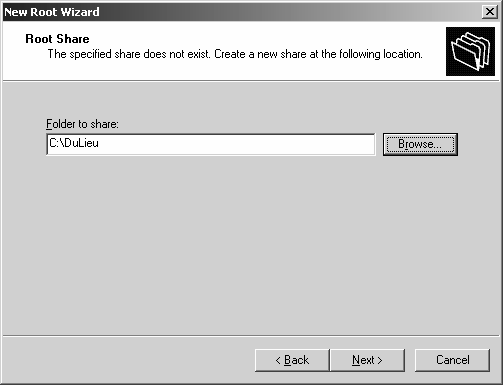 New Root Wizard
Root Share
The specified share does not exist. Create a new share at the following location.
Folder to share:
C:\DuLieu
Browse...
< Back
Next >
Cancel